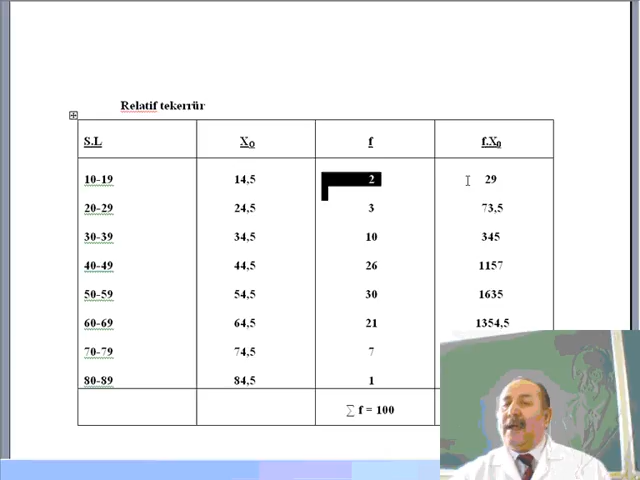 Relatif tekerrür
S.L X₀ f f.X₀
10-19 14,5 2 29
20-29 24,5 3 73,5
30-39 34,5 10 345
40-49 44,5 26 1157
50-59 54,5 30 1635
60-69 64,5 21 1354,5
70-79 74,5 7
80-89 84,5 1
∑ f = 100